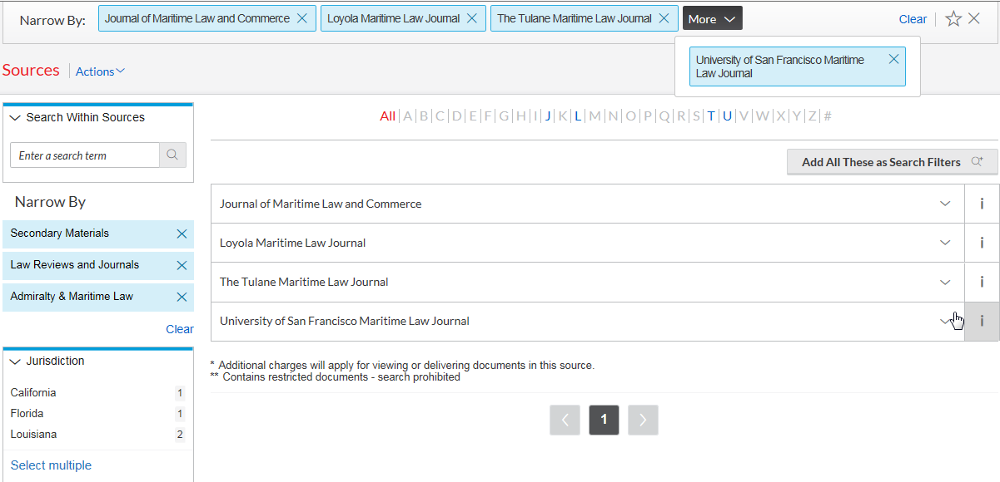 Narrow By: Journal of Maritime Law and Commerce Loyola Maritime Law Journal The Tulane Maritime Law Journal More Clear
University of San Francisco Maritime
Law Journal
Sources Actions
Search Within Sources
Enter a search term
Narrow By
Secondary Materials
Law Reviews and Journals
Admiralty & Maritime Law
Clear
Jurisdiction
California 1
Florida 1
Louisiana 2
Select multiple
All|A|B|C|D|E|F|G|H|I|J|K|L|M|N|O|P|Q|R|S|T|U|V|W|X|Y|Z|#
Add All These as Search Filters
Journal of Maritime Law and Commerce i
Loyola Maritime Law Journal i
The Tulane Maritime Law Journal i
University of San Francisco Maritime Law Journal i
* Additional charges will apply for viewing or delivering documents in this source.
** Contains restricted documents - search prohibited
1